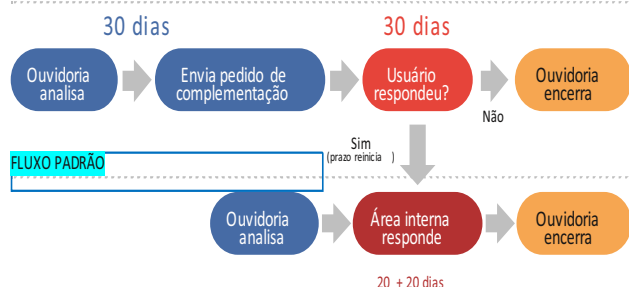 30 dias
30 dias
Ouvidoria
analisa
Envia pedido de
complementação
Usuário
respondeu?
Ouvidoria
encerra
Não
Sim
(prazo reinicia )
FLUXO PADRÃO
Ouvidoria
analisa
Área interna
responde
Ouvidoria
encerra
20 + 20 dias